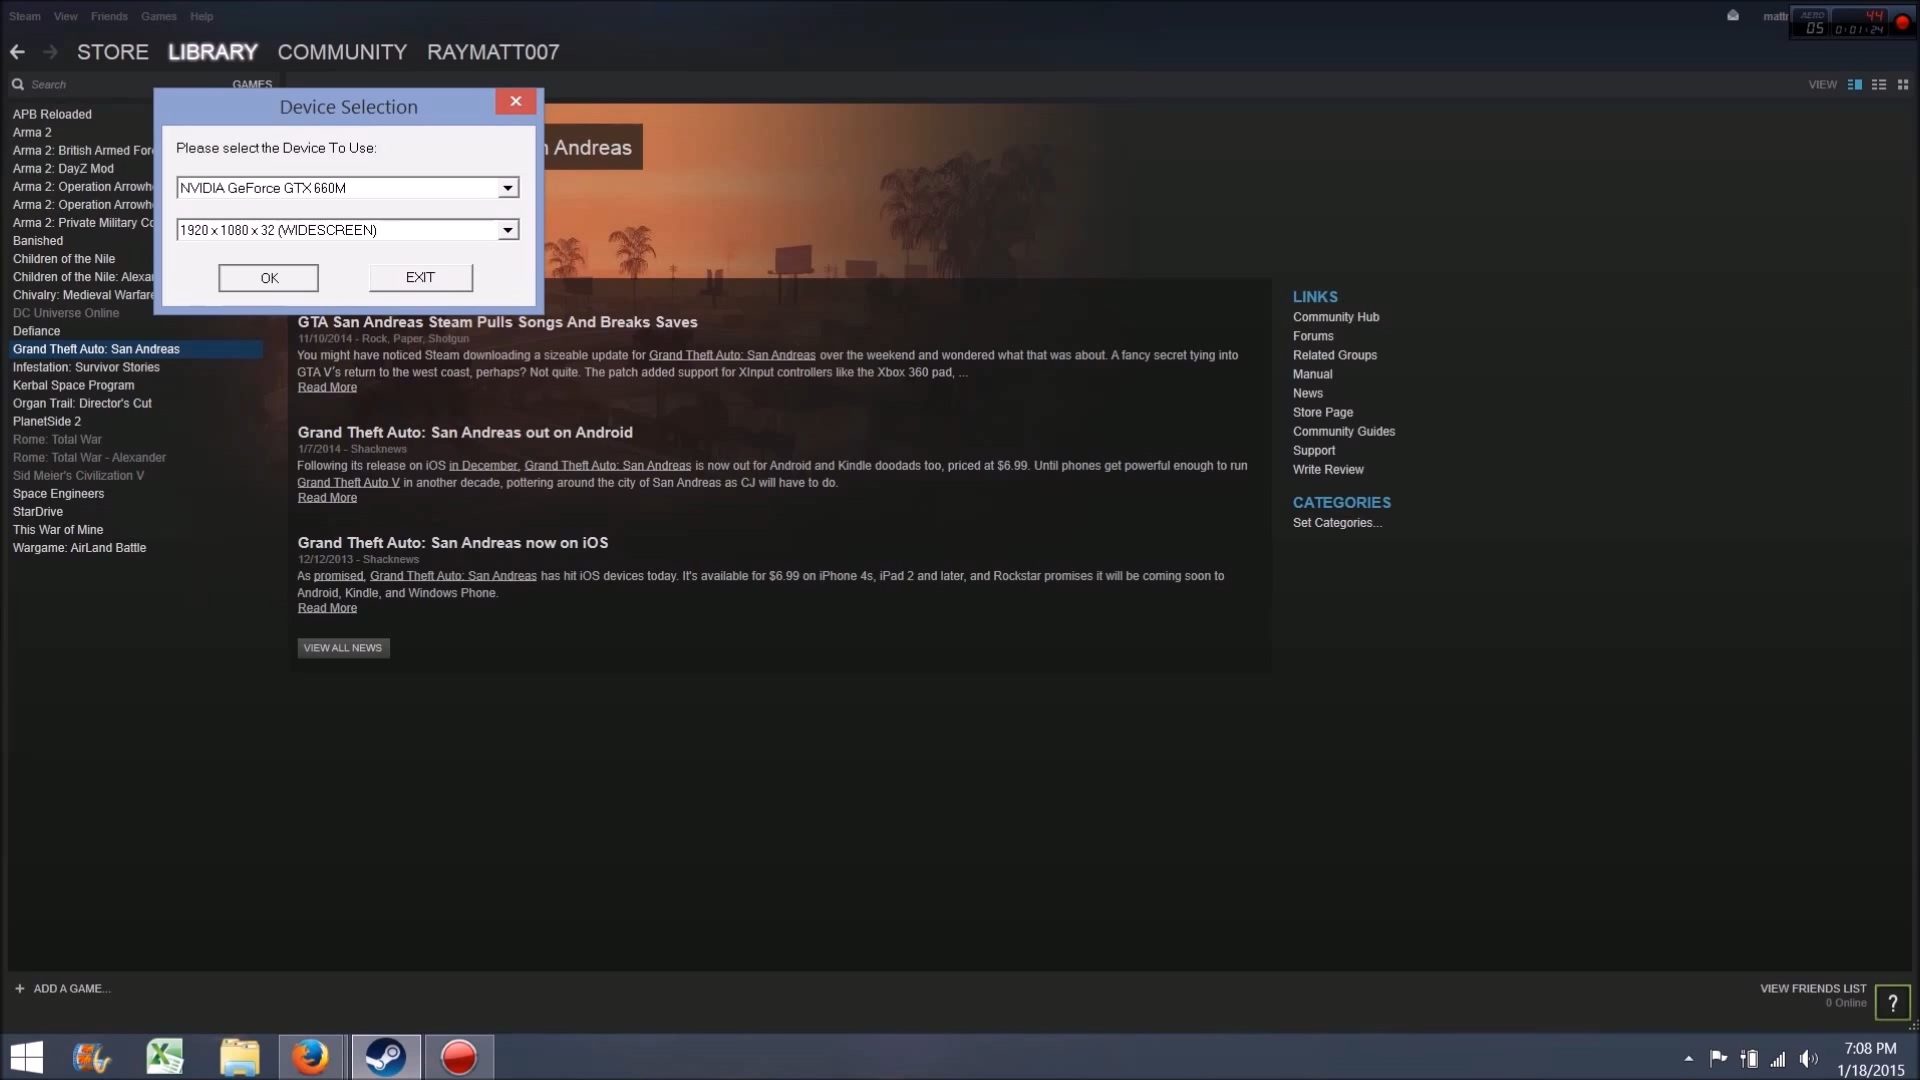 Steam View Friends Games Help
mattr
AERO
05
44
0:01:24
STORE LIBRARY COMMUNITY RAYMATT007
Search
GAMES
VIEW
Device Selection
Please select the Device To Use:
NVIDIA GeForce GTX 660M
1920 x 1080 x 32 (WIDESCREEN)
OK
EXIT
n Andreas
APB Reloaded
Arma 2
Arma 2: British Armed For
Arma 2: DayZ Mod
Arma 2: Operation Arrowh
Arma 2: Operation Arrowh
Arma 2: Private Military Co
Banished
Children of the Nile
Children of the Nile: Alexa
Chivalry: Medieval Warfare
DC Universe Online
Defiance
Grand Theft Auto: San Andreas
Infestation: Survivor Stories
Kerbal Space Program
Organ Trail: Director's Cut
PlanetSide 2
Rome: Total War
Rome: Total War - Alexander
Sid Meier's Civilization V
Space Engineers
StarDrive
This War of Mine
Wargame: AirLand Battle
GTA San Andreas Steam Pulls Songs And Breaks Saves
11/10/2014 - Rock, Paper, Shotgun
You might have noticed Steam downloading a sizeable update for Grand Theft Auto: San Andreas over the weekend and wondered what that was about. A fancy secret tying into
GTA V's return to the west coast, perhaps? Not quite. The patch added support for XInput controllers like the Xbox 360 pad, ...
Read More
Grand Theft Auto: San Andreas out on Android
1/7/2014 - Shacknews
Following its release on iOS in December, Grand Theft Auto: San Andreas is now out for Android and Kindle doodads too, priced at $6.99. Until phones get powerful enough to run
Grand Theft Auto V in another decade, pottering around the city of San Andreas as CJ will have to do.
Read More
Grand Theft Auto: San Andreas now on iOS
12/12/2013 - Shacknews
As promised, Grand Theft Auto: San Andreas has hit iOS devices today. It's available for $6.99 on iPhone 4s, iPad 2 and later, and Rockstar promises it will be coming soon to
Android, Kindle, and Windows Phone.
Read More
VIEW ALL NEWS
LINKS
Community Hub
Forums
Related Groups
Manual
News
Store Page
Community Guides
Support
Write Review
CATEGORIES
Set Categories...
+ ADD A GAME...
VIEW FRIENDS LIST
0 Online
?
7:08 PM
1/18/2015